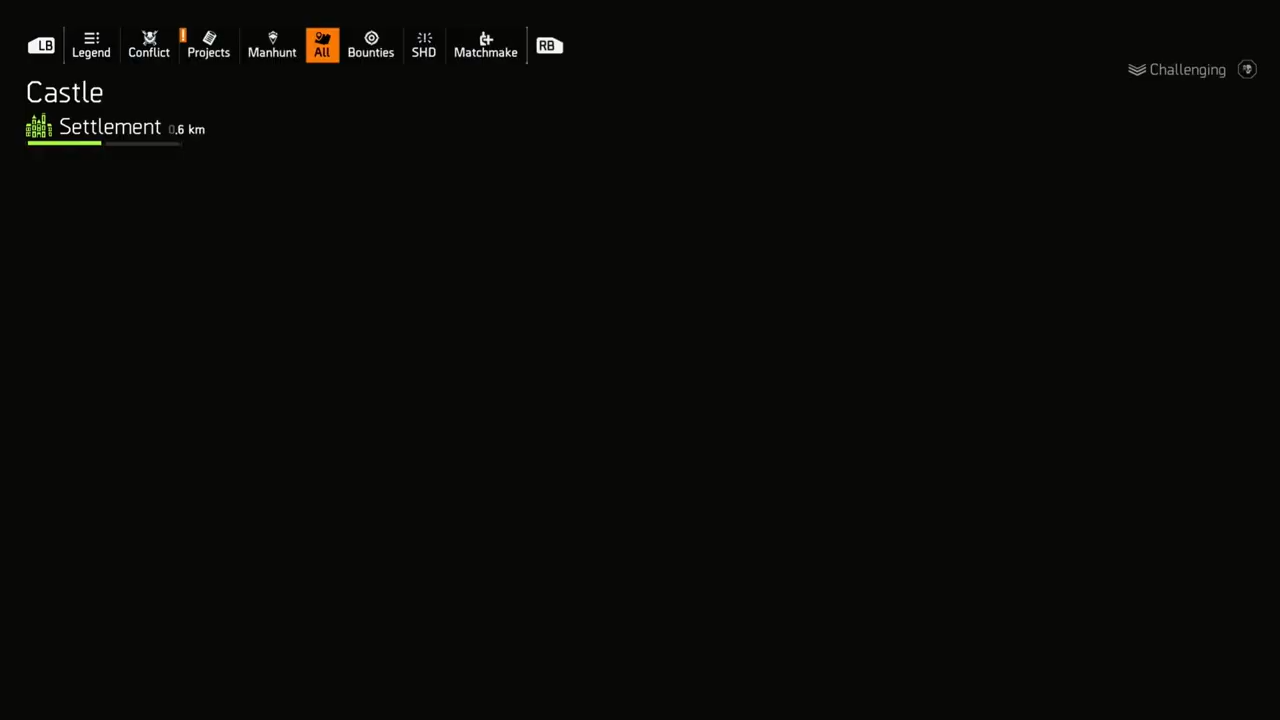 LB Legend Conflict ! Projects Manhunt All Bounties SHD Matchmake RB
Challenging
Castle
Settlement 0.6 km